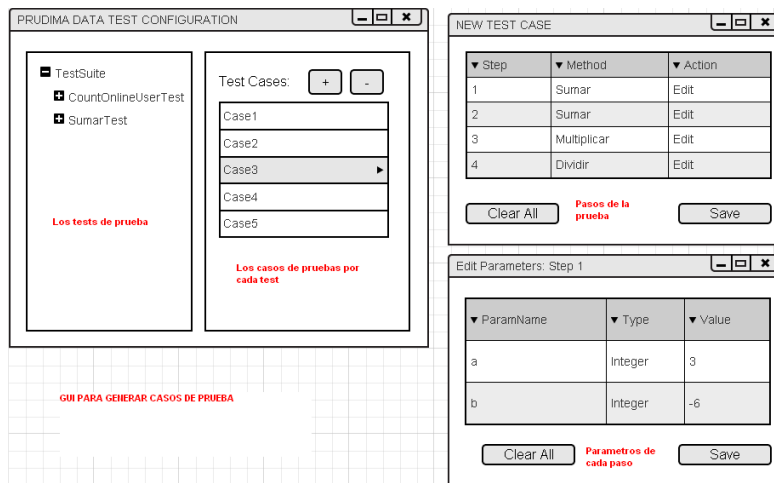 PRUDIMA DATA TEST CONFIGURATION
TestSuite
CountOnlineUserTest
SumarTest
Los tests de prueba
Test Cases:
+ -
Case1
Case2
Case3
Case4
Case5
Los casos de pruebas por
cada test
GUI PARA GENERAR CASOS DE PRUEBA
NEW TEST CASE
Step Method Action
1 Sumar Edit
2 Sumar Edit
3 Multiplicar Edit
4 Dividir Edit
Clear All
Pasos de la
prueba
Save
Edit Parameters: Step 1
ParamName Type Value
a Integer 3
b Integer -6
Clear All
Parametros de
cada paso
Save